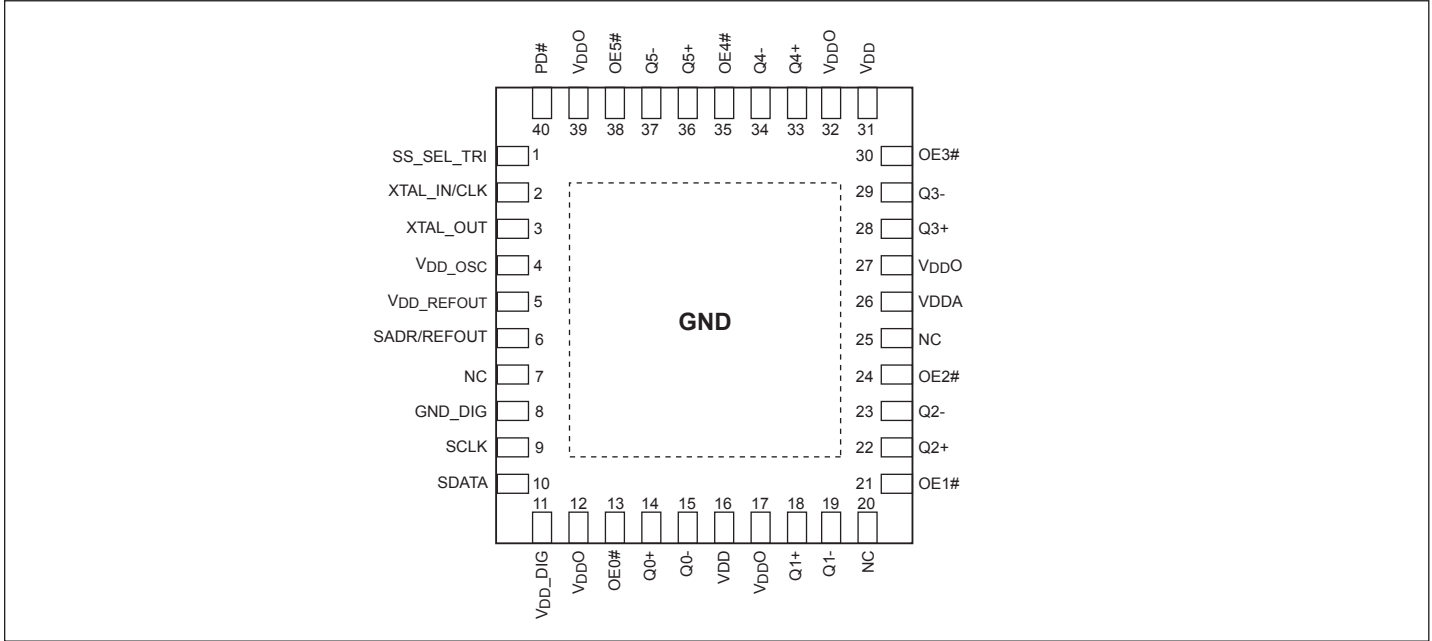 PD#
VDDO
OE5#
Q5-
Q5+
OE4#
Q4-
Q4+
VDDO
VDD
40
39
38
37
36
35
34
33
32
31
SS_SEL_TRI 1
XTAL_IN/CLK 2
XTAL_OUT 3
VDD_OSC 4
VDD_REFOUT 5
SADR/REFOUT 6
NC 7
GND_DIG 8
SCLK 9
SDATA 10
GND
30 OE3#
29 Q3-
28 Q3+
27 VDDO
26 VDDA
25 NC
24 OE2#
23 Q2-
22 Q2+
21 OE1#
11
12
13
14
15
16
17
18
19
20
VDD_DIG
VDDO
OE0#
Q0+
Q0-
VDD
VDDO
Q1+
Q1-
NC